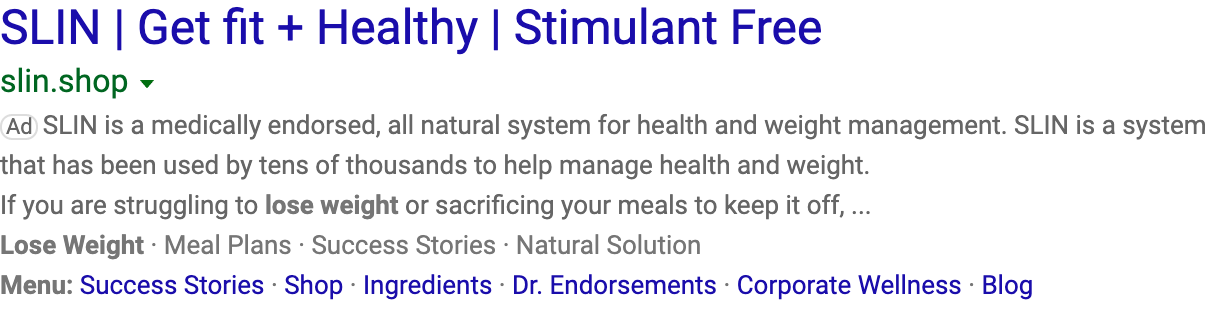 SLIN | Get fit + Healthy | Stimulant Free
slin.shop
Ad SLIN is a medically endorsed, all natural system for health and weight management. SLIN is a system
that has been used by tens of thousands to help manage health and weight.
If you are struggling to lose weight or sacrificing your meals to keep it off, ...
Lose Weight · Meal Plans · Success Stories · Natural Solution
Menu: Success Stories · Shop · Ingredients · Dr. Endorsements · Corporate Wellness · Blog